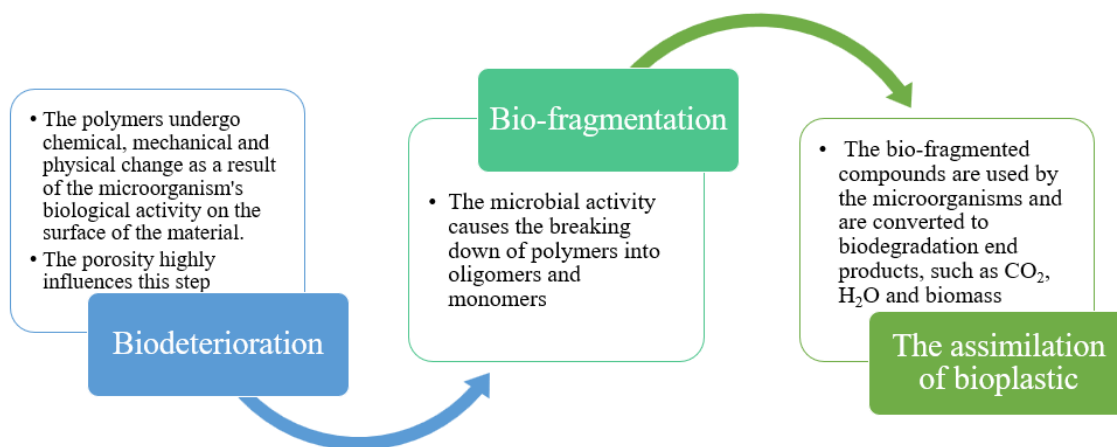 • The polymers undergo
chemical, mechanical and
physical change as a result
of the microorganism's
biological activity on the
surface of the material.
• The porosity highly
influences this step
Biodeterioration
Bio-fragmentation
• The microbial activity
causes the breaking
down of polymers into
oligomers and
monomers
• The bio-fragmented
compounds are used by
the microorganisms and
are converted to
biodegradation end
products, such as CO₂,
H₂O and biomass
The assimilation
of bioplastic